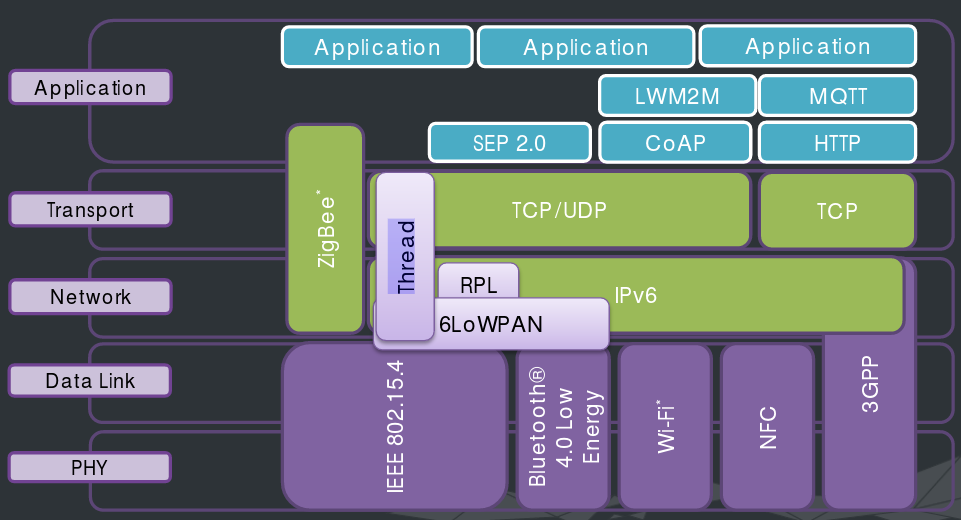 Application Application Application
Application
LWM2M MQTT
SEP 2.0 CoAP HTTP
Transport
ZigBee*
Thread
TCP/UDP
TCP
Network
RPL
IPv6
6LoWPAN
Data Link
IEEE 802.15.4
Bluetooth®
4.0 Low
Energy
Wi-Fi*
NFC
3GPP
PHY